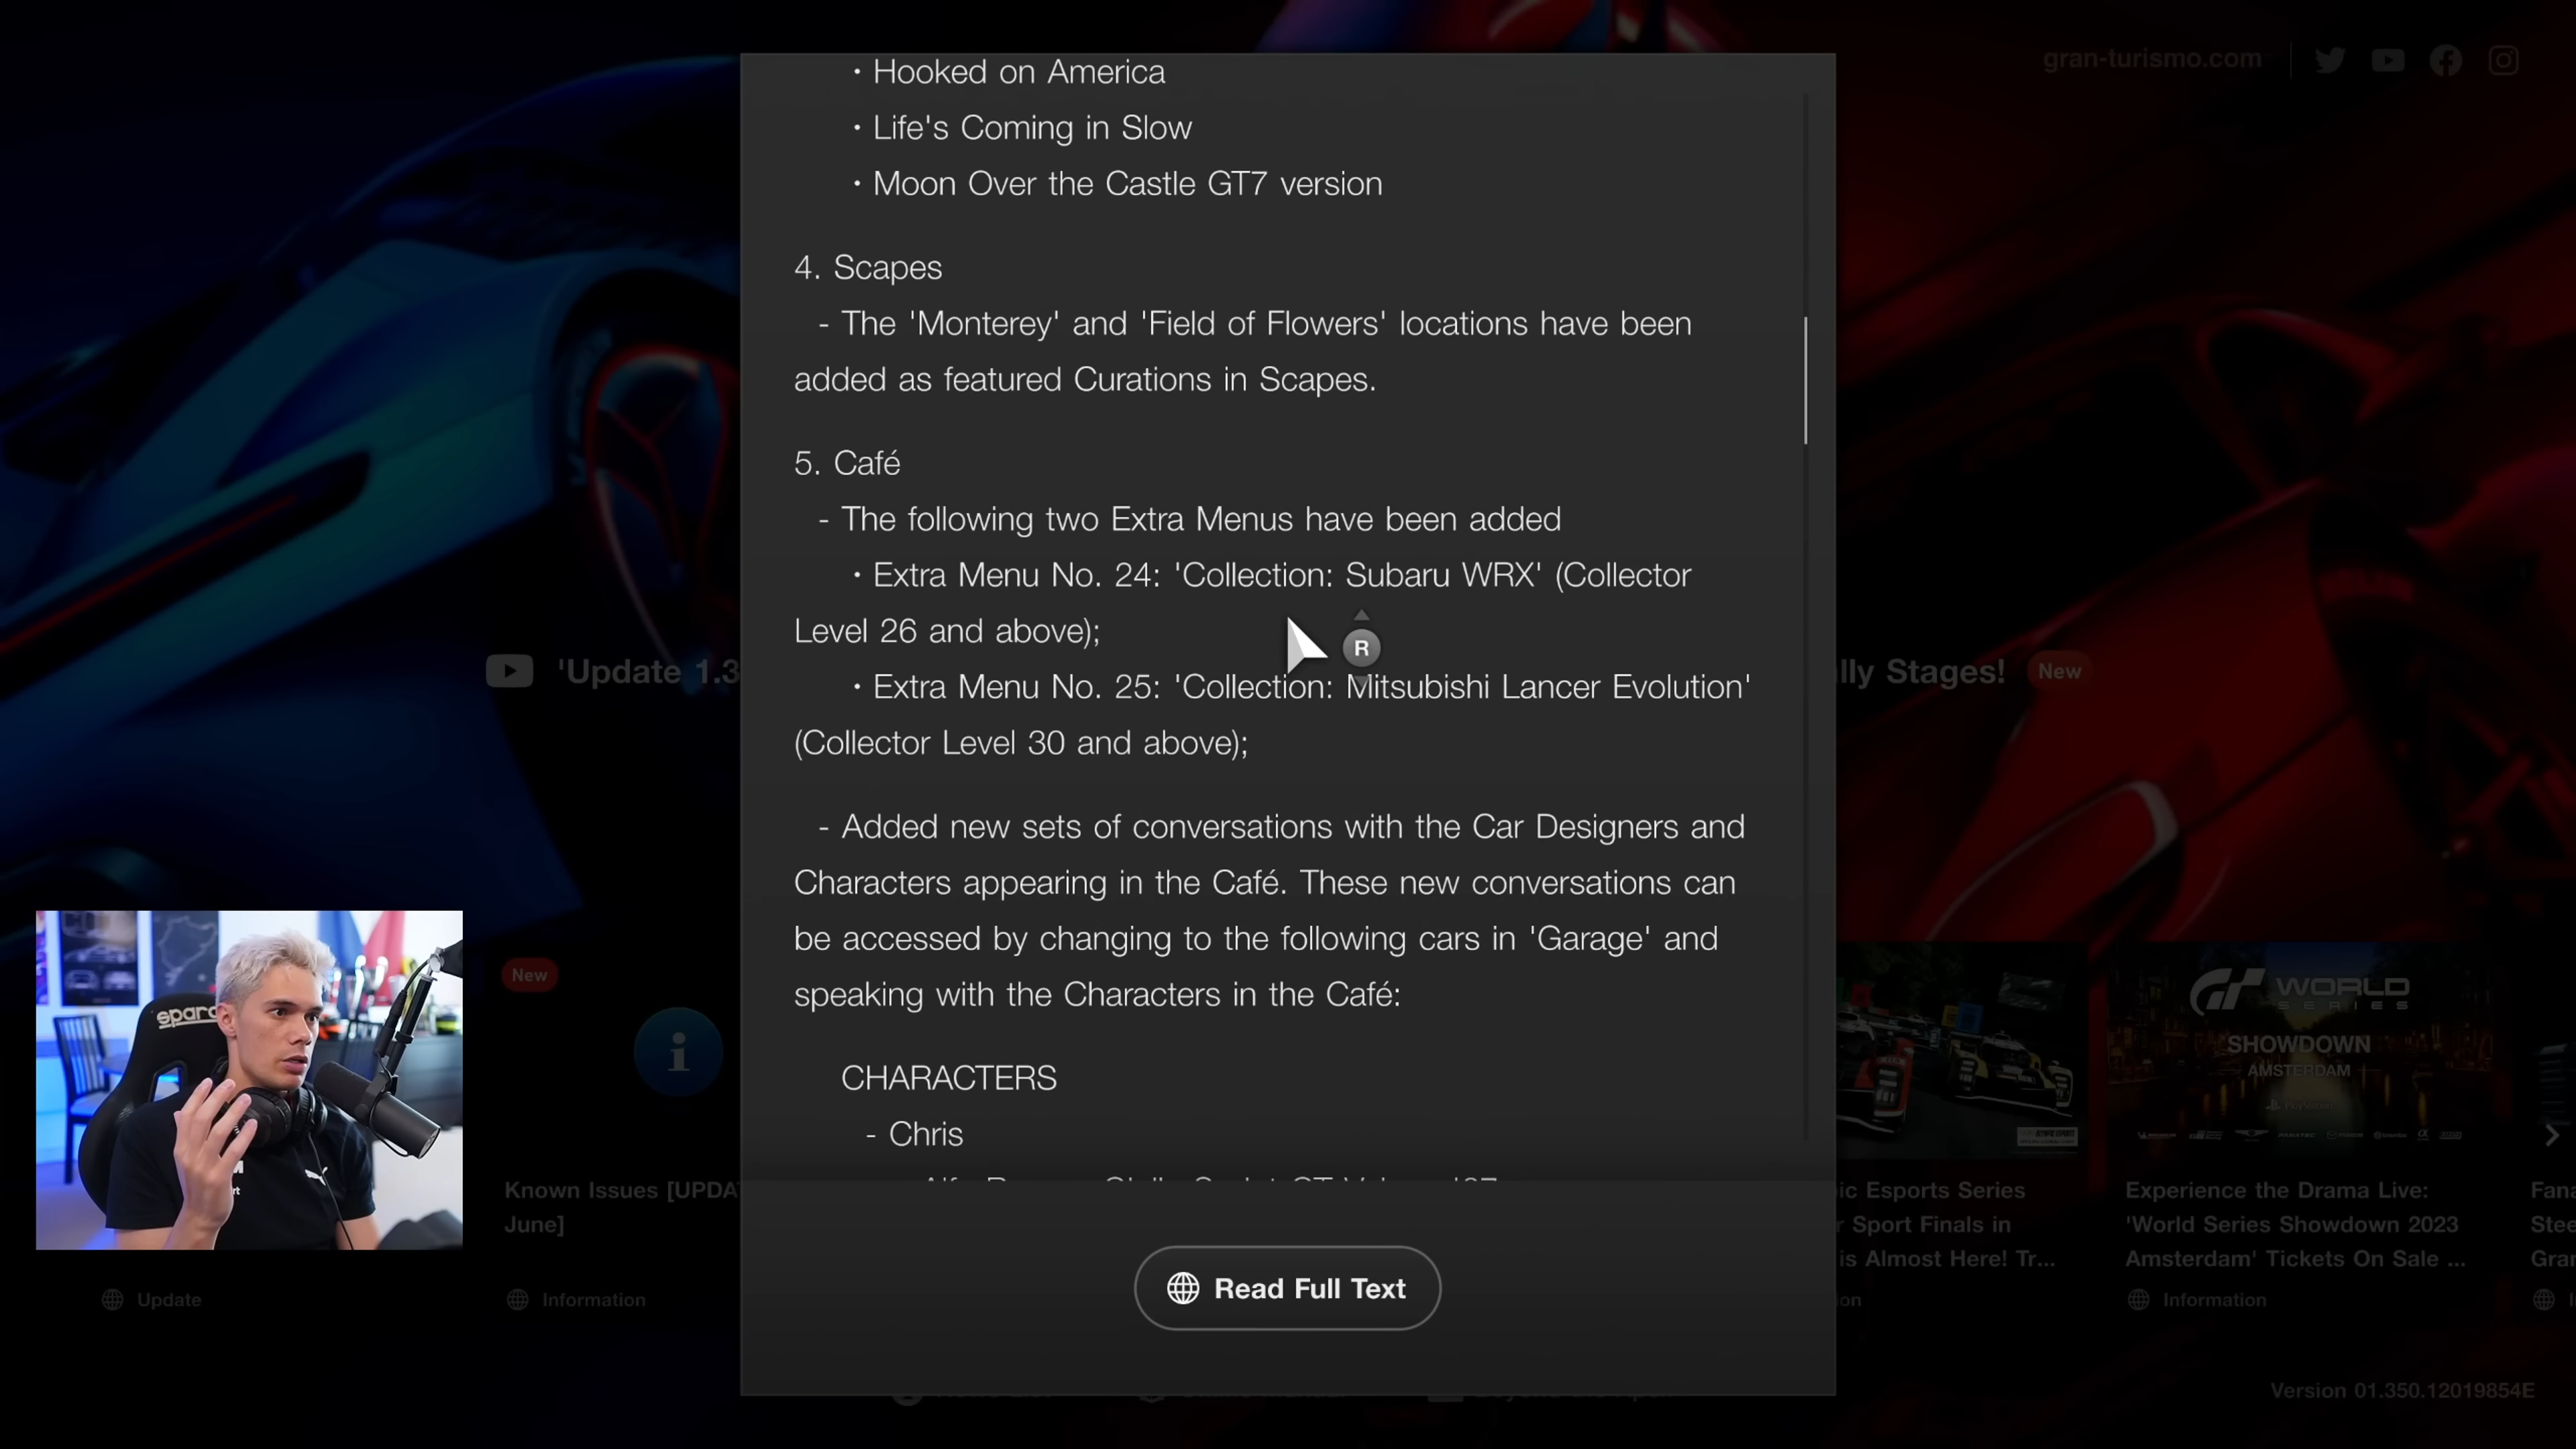 gran-turismo.com
· Hooked on America
· Life's Coming in Slow
· Moon Over the Castle GT7 version
4. Scapes
- The 'Monterey' and 'Field of Flowers' locations have been
added as featured Curations in Scapes.
5. Café
- The following two Extra Menus have been added
· Extra Menu No. 24: 'Collection: Subaru WRX' (Collector
Level 26 and above);
R
· Extra Menu No. 25: 'Collection: Mitsubishi Lancer Evolution'
(Collector Level 30 and above);
- Added new sets of conversations with the Car Designers and
Characters appearing in the Café. These new conversations can
be accessed by changing to the following cars in 'Garage' and
speaking with the Characters in the Café:
CHARACTERS
- Chris
Read Full Text
'Update 1.3
lly Stages!
New
New
sparc
Known Issues [UPDA
June]
Update
Information
ic Esports Series
r Sport Finals in
is Almost Here! Tr...
GT WORLD
SERIES
SHOWDOWN
AMSTERDAM
Experience the Drama Live:
'World Series Showdown 2023
Amsterdam' Tickets On Sale ...
Information
Fana
Stee
Gran
Version 01.350.12019854E